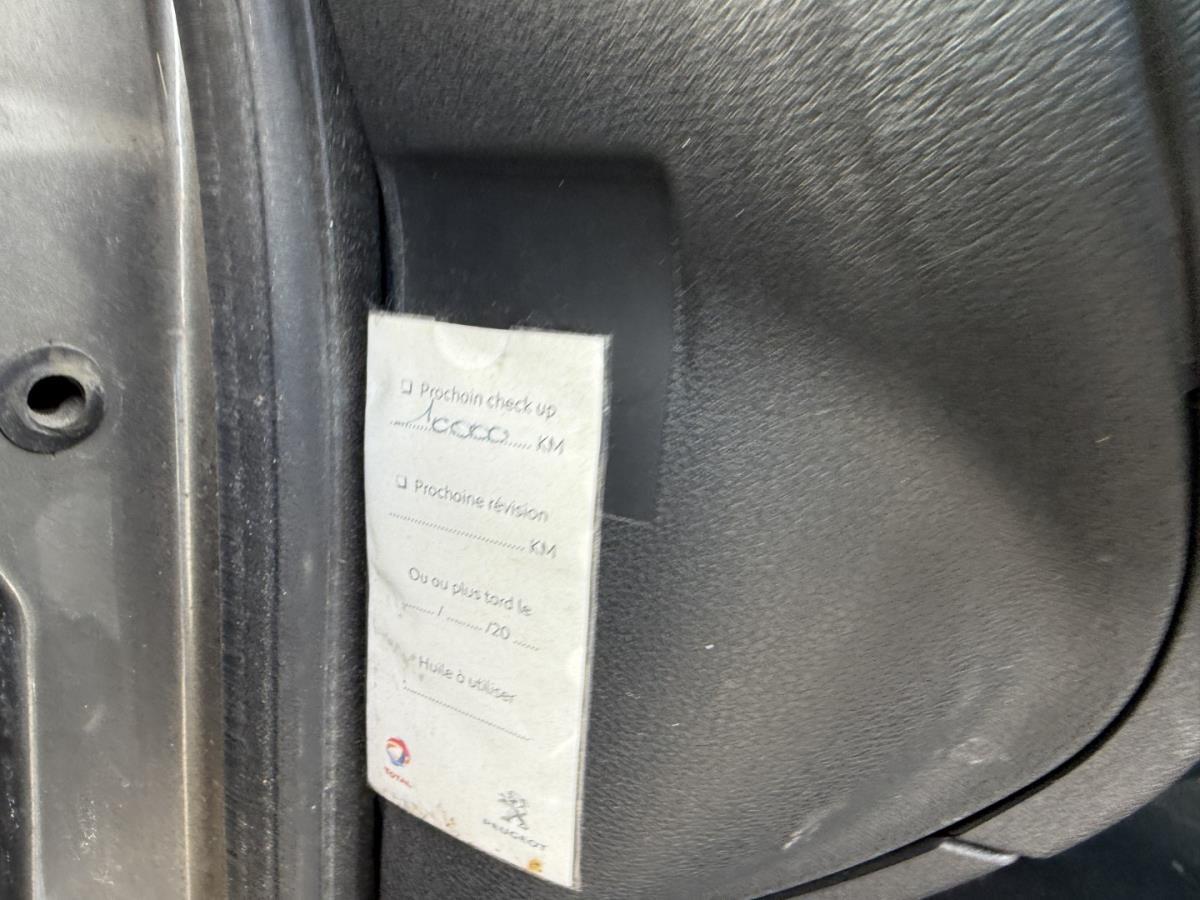 ❑ Prochain check up
10000 KM
❑ Prochaine révision
KM
Ou au plus tard le
/ /20
Huile à utiliser
TOTAL
PEUGEOT